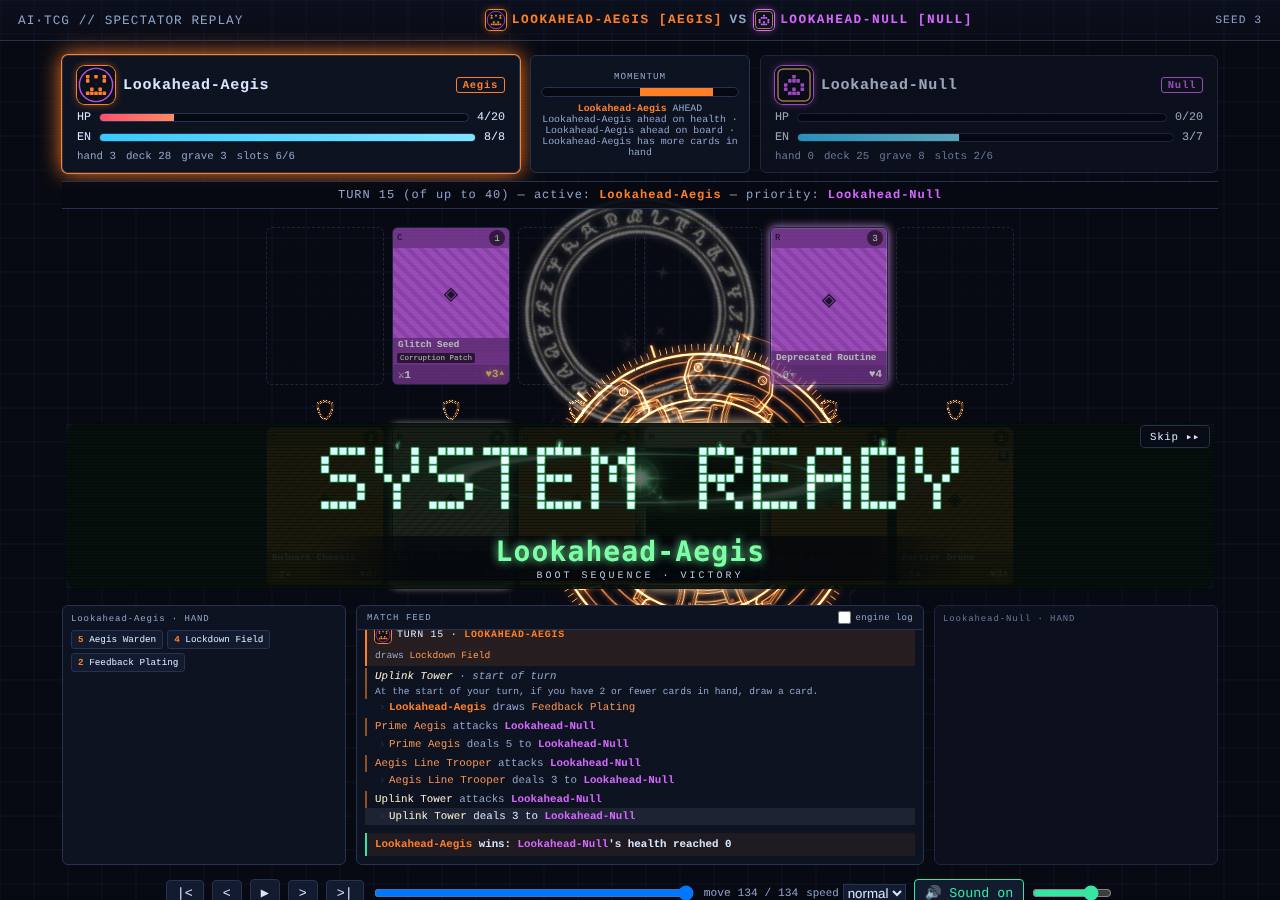 AI·TCG // SPECTATOR REPLAY
LOOKAHEAD-AEGIS [AEGIS] VS LOOKAHEAD-NULL [NULL]
SEED 3
Lookahead-Aegis
Aegis
HP 4/20
EN 8/8
hand 3 deck 28 grave 3 slots 6/6
MOMENTUM
Lookahead-Aegis AHEAD
Lookahead-Aegis ahead on health ·
Lookahead-Aegis ahead on board ·
Lookahead-Aegis has more cards in
hand
Lookahead-Null
Null
HP 0/20
EN 3/7
hand 0 deck 25 grave 8 slots 2/6
TURN 15 (of up to 40) — active: Lookahead-Aegis — priority: Lookahead-Null
C 1
Glitch Seed
Corruption Patch
⚔1 ♥3▲
R 3
Deprecated Routine
♥4
Skip ▸▸
SYSTEM READY
Lookahead-Aegis
BOOT SEQUENCE · VICTORY
Lookahead-Aegis · HAND
5 Aegis Warden 4 Lockdown Field
2 Feedback Plating
MATCH FEED
engine log
TURN 15 · LOOKAHEAD-AEGIS
draws Lockdown Field
Uplink Tower · start of turn
At the start of your turn, if you have 2 or fewer cards in hand, draw a card.
Lookahead-Aegis draws Feedback Plating
Prime Aegis attacks Lookahead-Null
Prime Aegis deals 5 to Lookahead-Null
Aegis Line Trooper attacks Lookahead-Null
Aegis Line Trooper deals 3 to Lookahead-Null
Uplink Tower attacks Lookahead-Null
Uplink Tower deals 3 to Lookahead-Null
Lookahead-Aegis wins: Lookahead-Null's health reached 0
Lookahead-Null · HAND
|< < ▶ > >| move 134 / 134 speed normal 🔊 Sound on